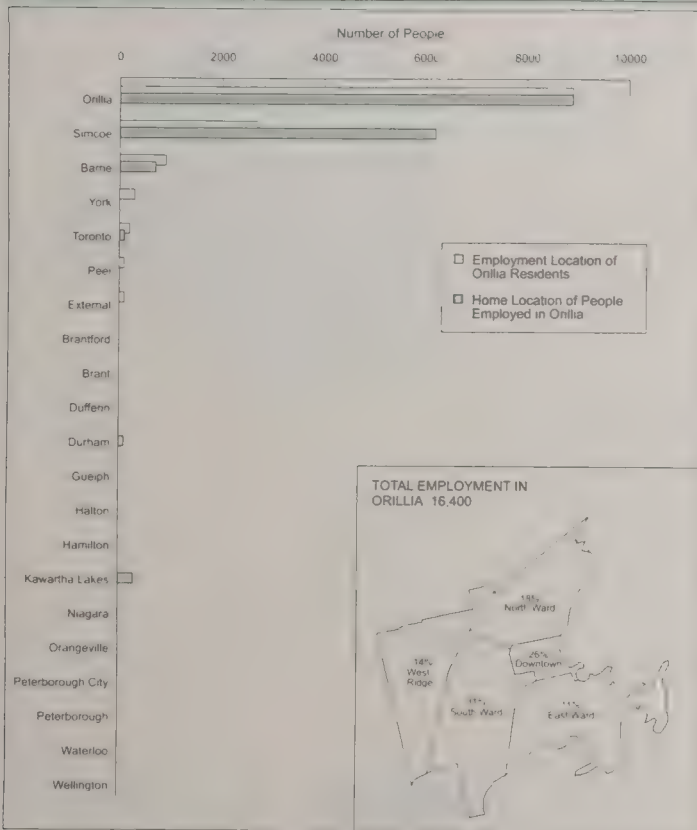 Number of People
0 2000 4000 6000 8000 10000
Orillia
Simcoe
Barrie
York
Toronto
Peel
External
Brantford
Brant
Dufferin
Durham
Guelph
Halton
Hamilton
Kawartha Lakes
Niagara
Orangeville
Peterborough City
Peterborough
Waterloo
Wellington
Employment Location of
Orillia Residents
Home Location of People
Employed in Orillia
TOTAL EMPLOYMENT IN
ORILLIA 16,400
North Ward
26%
Downtown
14%
West
Ridge
South Ward
East Ward